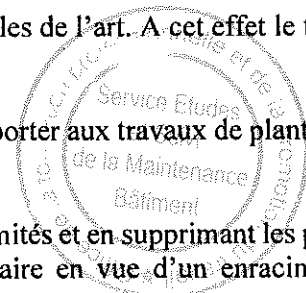 les de l'art. A cet effet le t
Service Etudes
porter aux travaux de plant
de la Maintenance
Bâtiment
mités et en supprimant les p
aire en vue d'un enracin